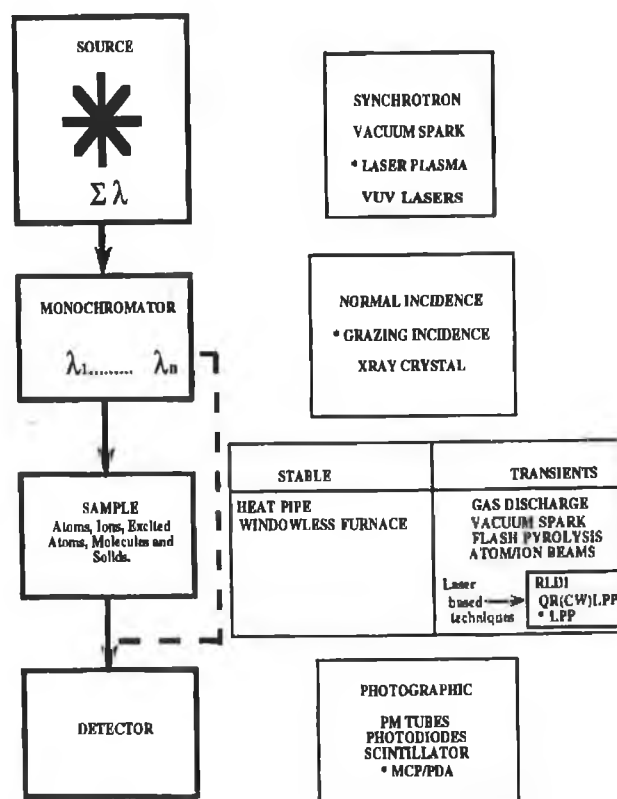 SOURCE
Σ λ
SYNCHROTRON
VACUUM SPARK
* LASER PLASMA
VUV LASERS
MONOCHROMATOR
λ1......... λn
NORMAL INCIDENCE
* GRAZING INCIDENCE
XRAY CRYSTAL
SAMPLE
Atoms, Ions, Excited
Atoms, Molecules and
Solids.
STABLE
HEAT PIPE
WINDOWLESS FURNACE
TRANSIENTS
GAS DISCHARGE
VACUUM SPARK
FLASH PYROLYSIS
ATOM/ION BEAMS
Laser
based
techniques
RLDI
QR(CW)LPP
* LPP
DETECTOR
PHOTOGRAPHIC
PM TUBES
PHOTODIODES
SCINTILLATOR
* MCP/PDA